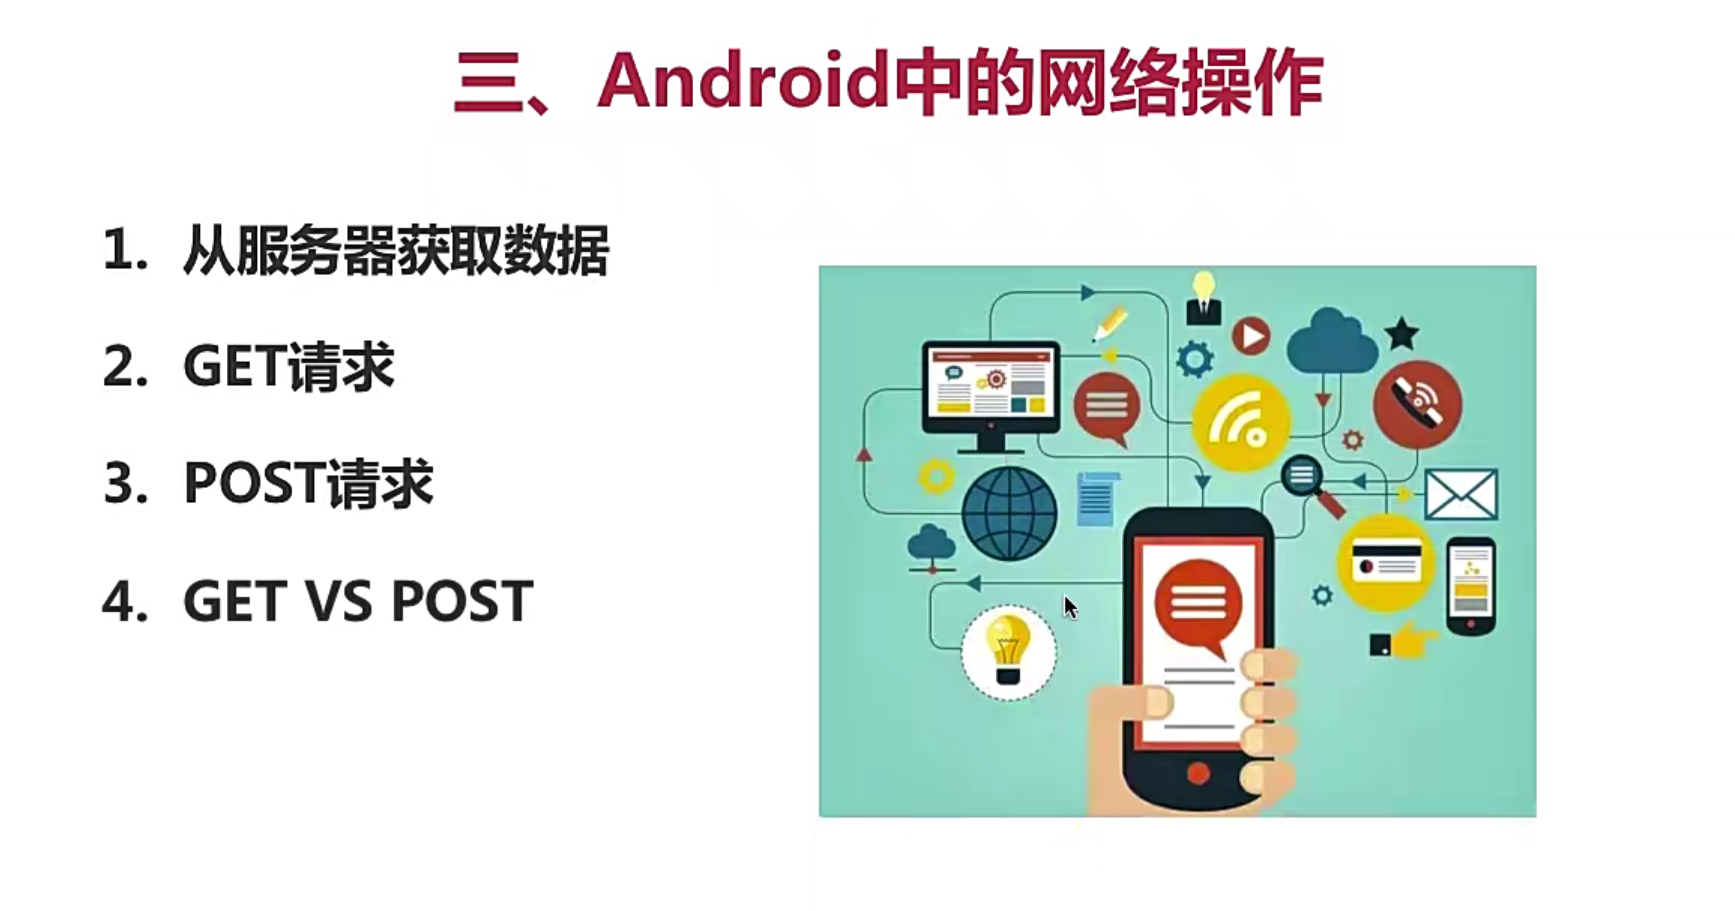 三、Android中的网络操作
1. 从服务器获取数据
2. GET请求
3. POST请求
4. GET VS POST